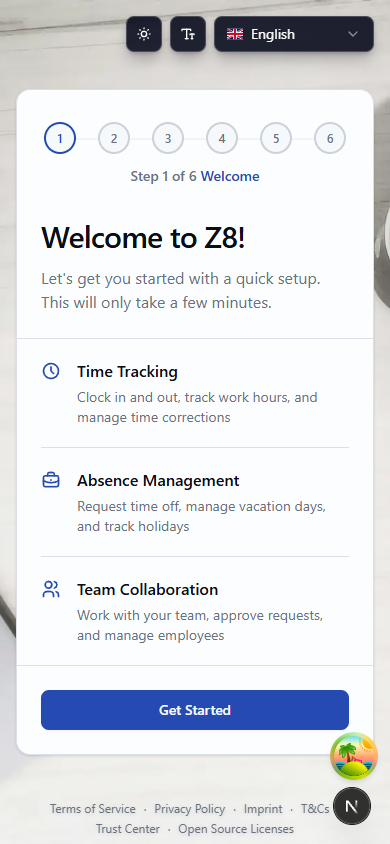 English
1 2 3 4 5 6
Step 1 of 6 Welcome
Welcome to Z8!
Let's get you started with a quick setup.
This will only take a few minutes.
Time Tracking
Clock in and out, track work hours, and
manage time corrections
Absence Management
Request time off, manage vacation days,
and track holidays
Team Collaboration
Work with your team, approve requests,
and manage employees
Get Started
Terms of Service · Privacy Policy · Imprint · T&Cs
Trust Center · Open Source Licenses
N